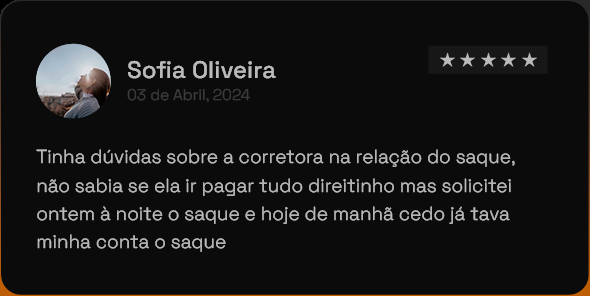 Sofia Oliveira
03 de Abril, 2024
Tinha dúvidas sobre a corretora na relação do saque,
não sabia se ela ir pagar tudo direitinho mas solicitei
ontem à noite o saque e hoje de manhã cedo já tava
minha conta o saque